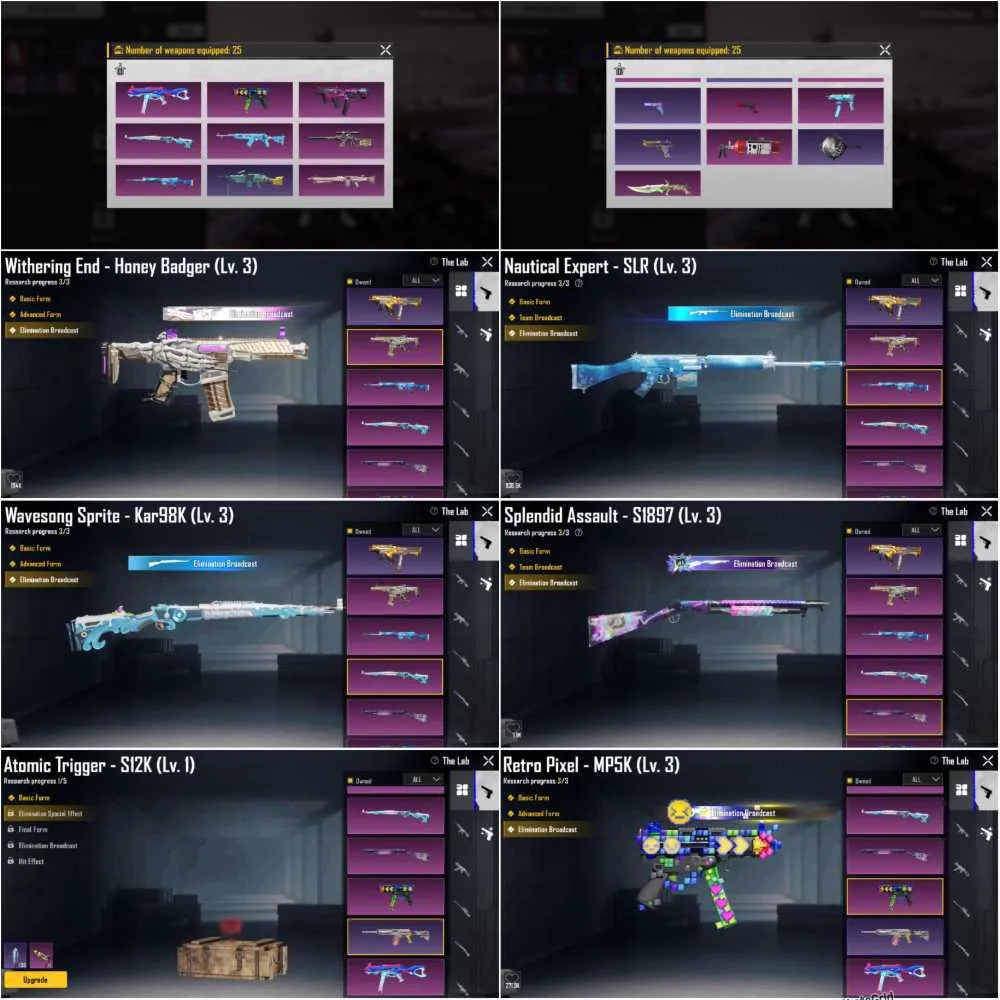 Number of weapons equipped: 25
Number of weapons equipped: 25
Withering End - Honey Badger (Lv. 3)
The Lab
Research progress 3/3
Owned
ALL
Basic Form
Advanced Form
Elimination Broadcast
Elimination Broadcast
Nautical Expert - SLR (Lv. 3)
The Lab
Research progress 3/3
Owned
ALL
Basic Form
Team Broadcast
Elimination Broadcast
Elimination Broadcast
Wavesong Sprite - Kar98K (Lv. 3)
The Lab
Research progress 3/3
Owned
ALL
Basic Form
Advanced Form
Elimination Broadcast
Elimination Broadcast
Splendid Assault - S1897 (Lv. 3)
The Lab
Research progress 3/3
Owned
ALL
Basic Form
Team Broadcast
Elimination Broadcast
Elimination Broadcast
Atomic Trigger - S12K (Lv. 1)
The Lab
Research progress 1/5
Owned
ALL
Basic Form
Elimination Special Effect
Final Form
Elimination Broadcast
Hit Effect
Upgrade
Retro Pixel - MP5K (Lv. 3)
The Lab
Research progress 3/3
Owned
ALL
Basic Form
Advanced Form
Elimination Broadcast
Elimination Broadcast